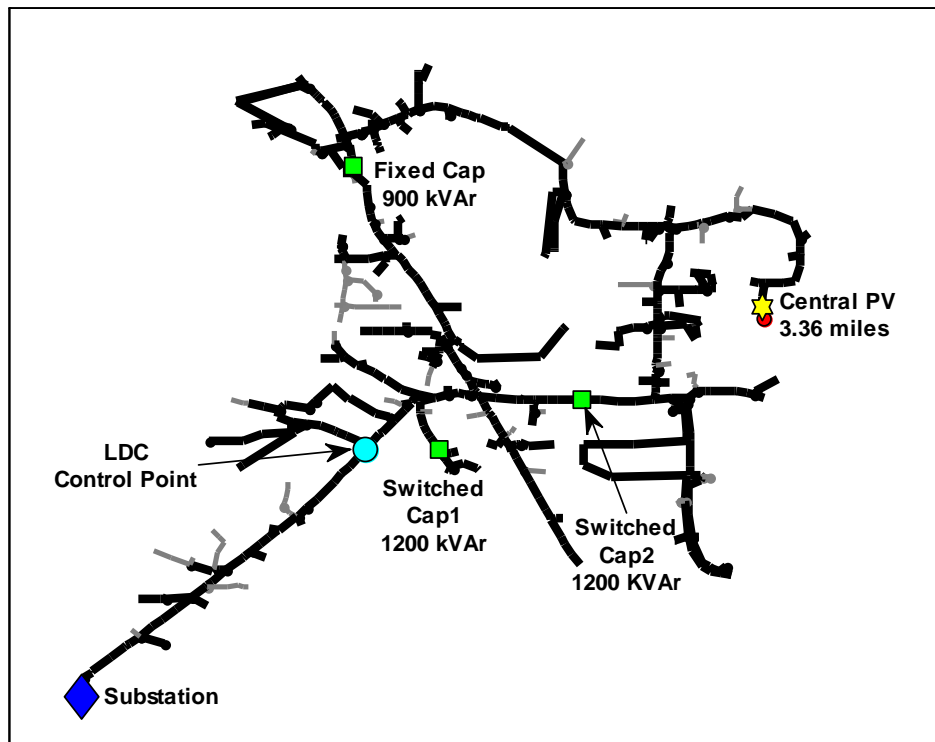 Fixed Cap
900 kVAr
Central PV
3.36 miles
LDC
Control Point
Switched
Cap1
1200 kVAr
Switched
Cap2
1200 KVAr
Substation